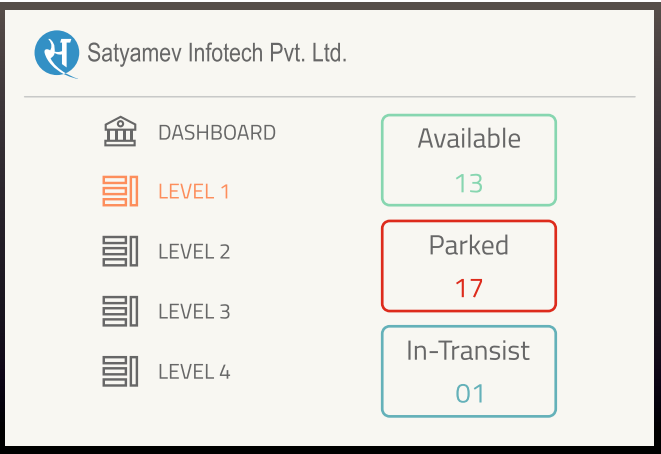 स
Satyamev Infotech Pvt. Ltd.
DASHBOARD
LEVEL 1
LEVEL 2
LEVEL 3
LEVEL 4
Available
13
Parked
17
In-Transist
01